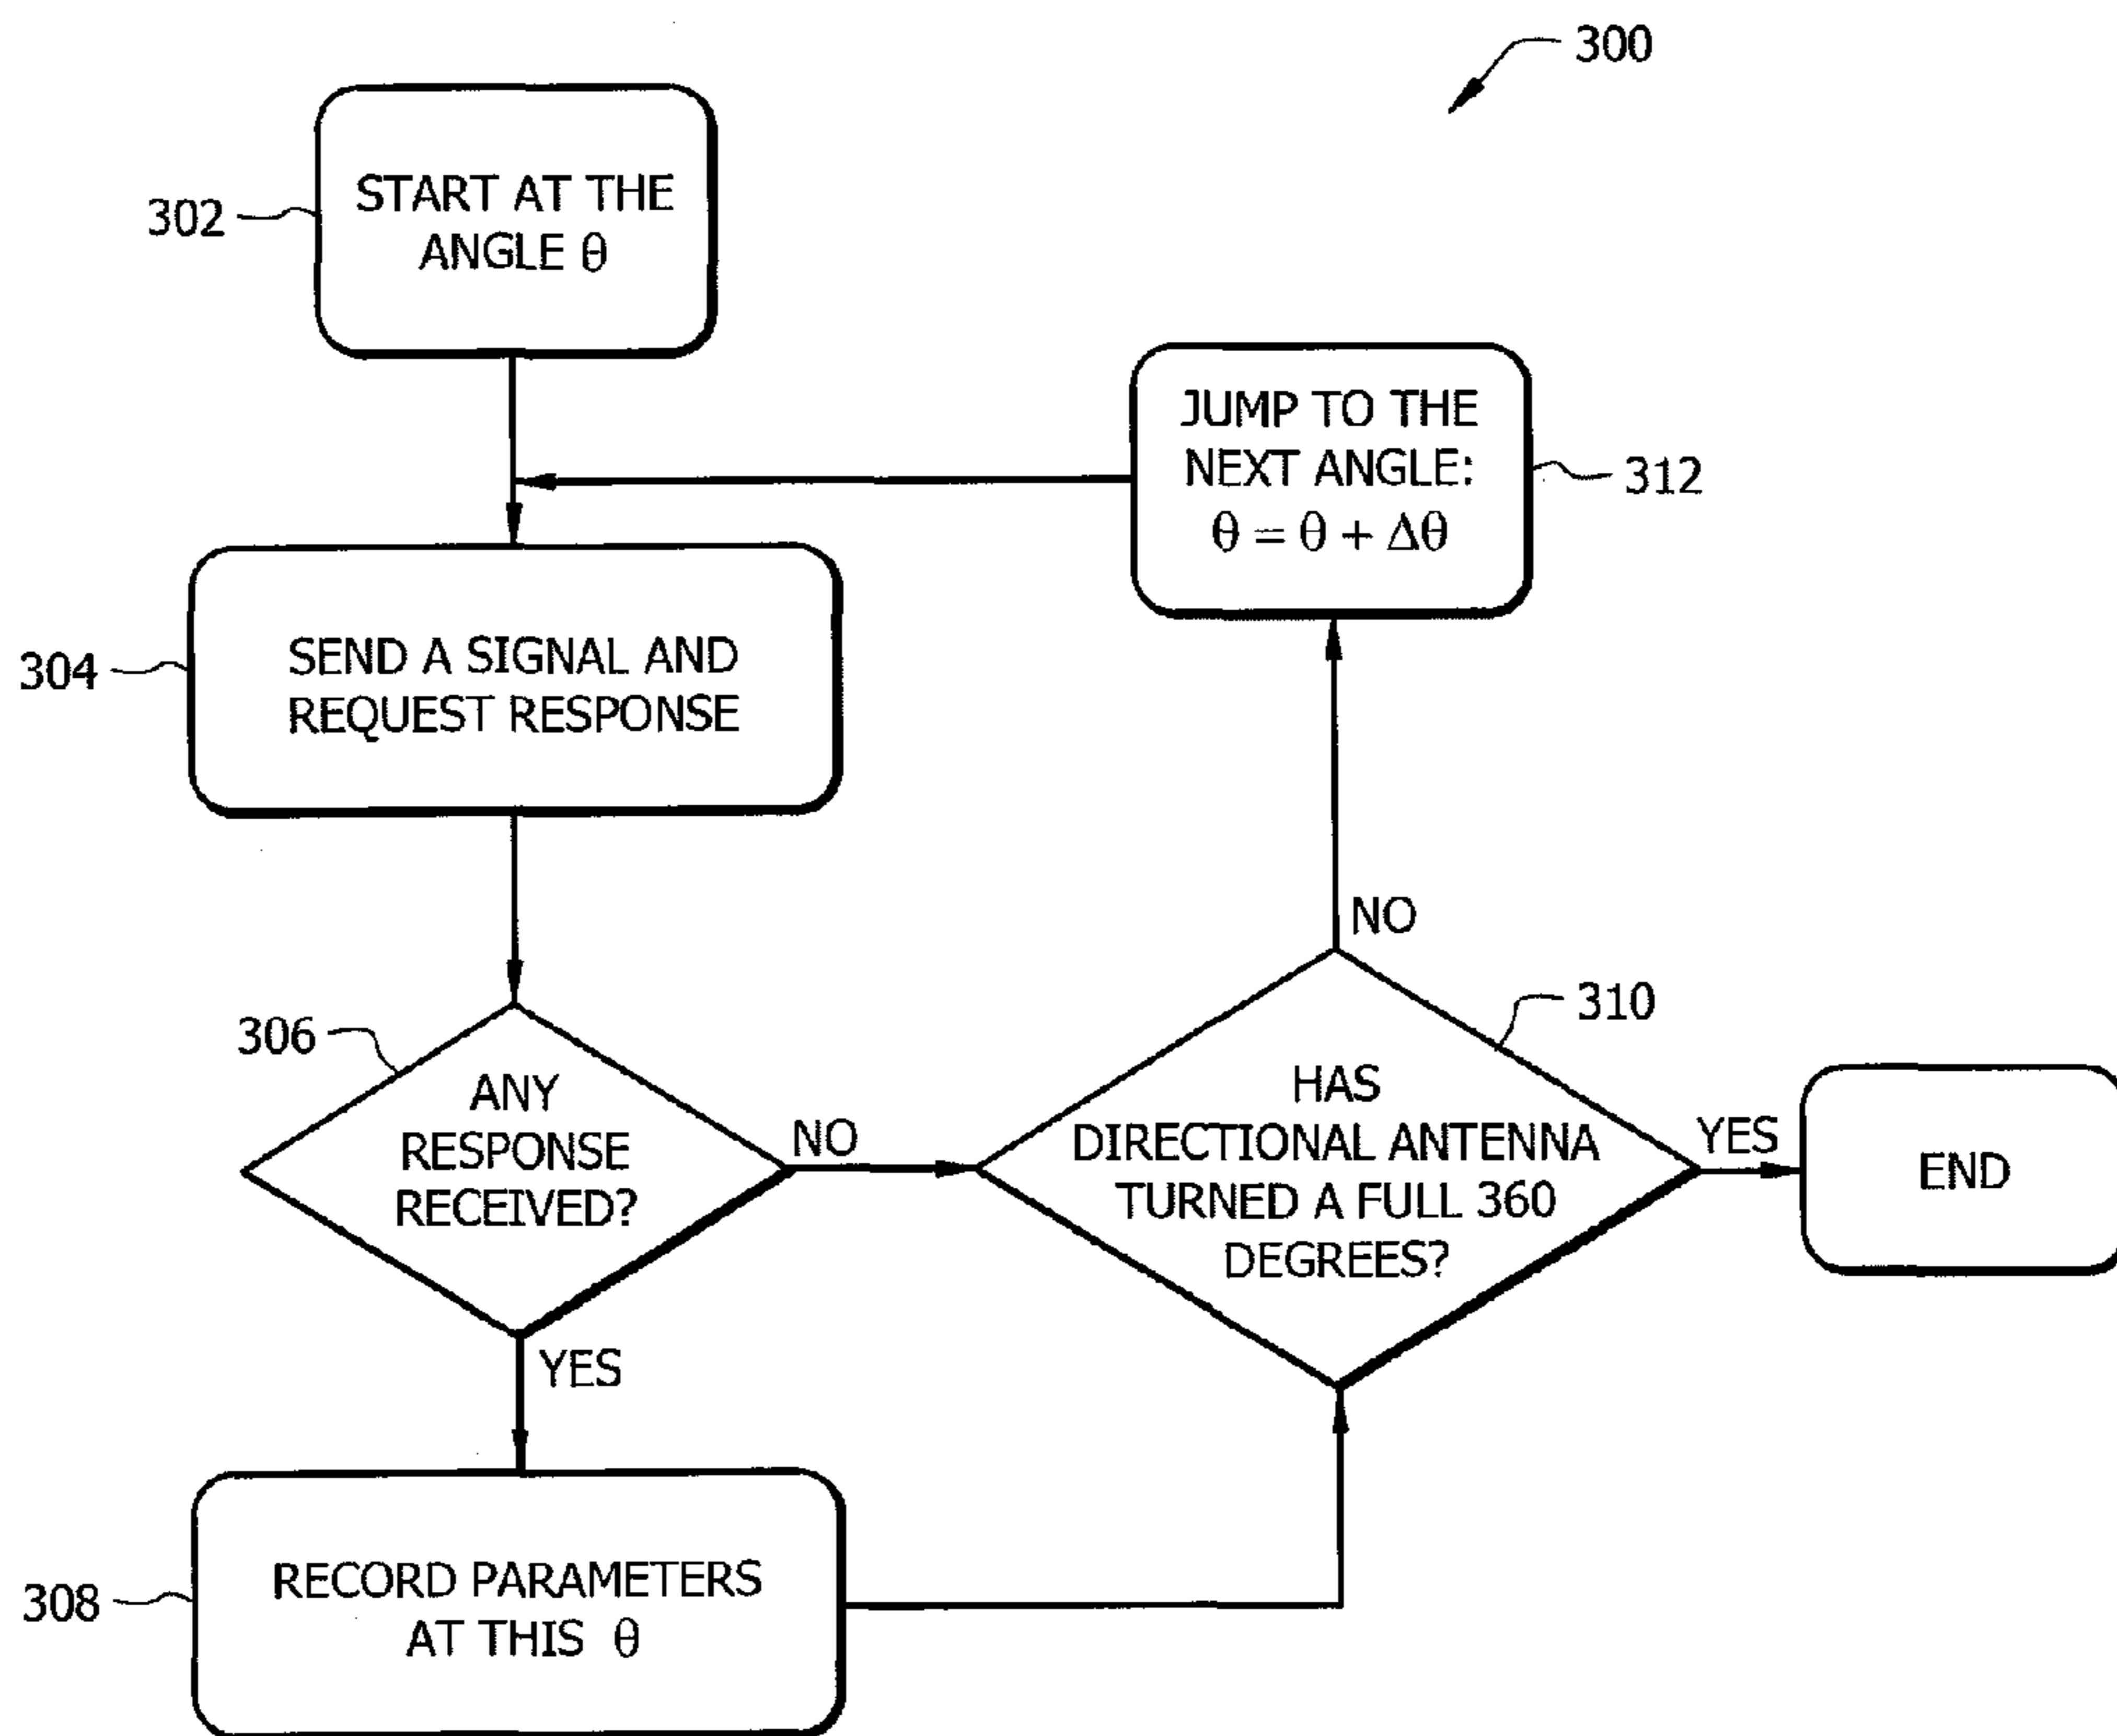 300
302
START AT THE
ANGLE θ
JUMP TO THE
NEXT ANGLE:
θ = θ + Δθ
312
304
SEND A SIGNAL AND
REQUEST RESPONSE
NO
306
310
ANY
RESPONSE
RECEIVED?
NO
HAS
DIRECTIONAL ANTENNA
TURNED A FULL 360
DEGREES?
YES
END
YES
308
RECORD PARAMETERS
AT THIS θ